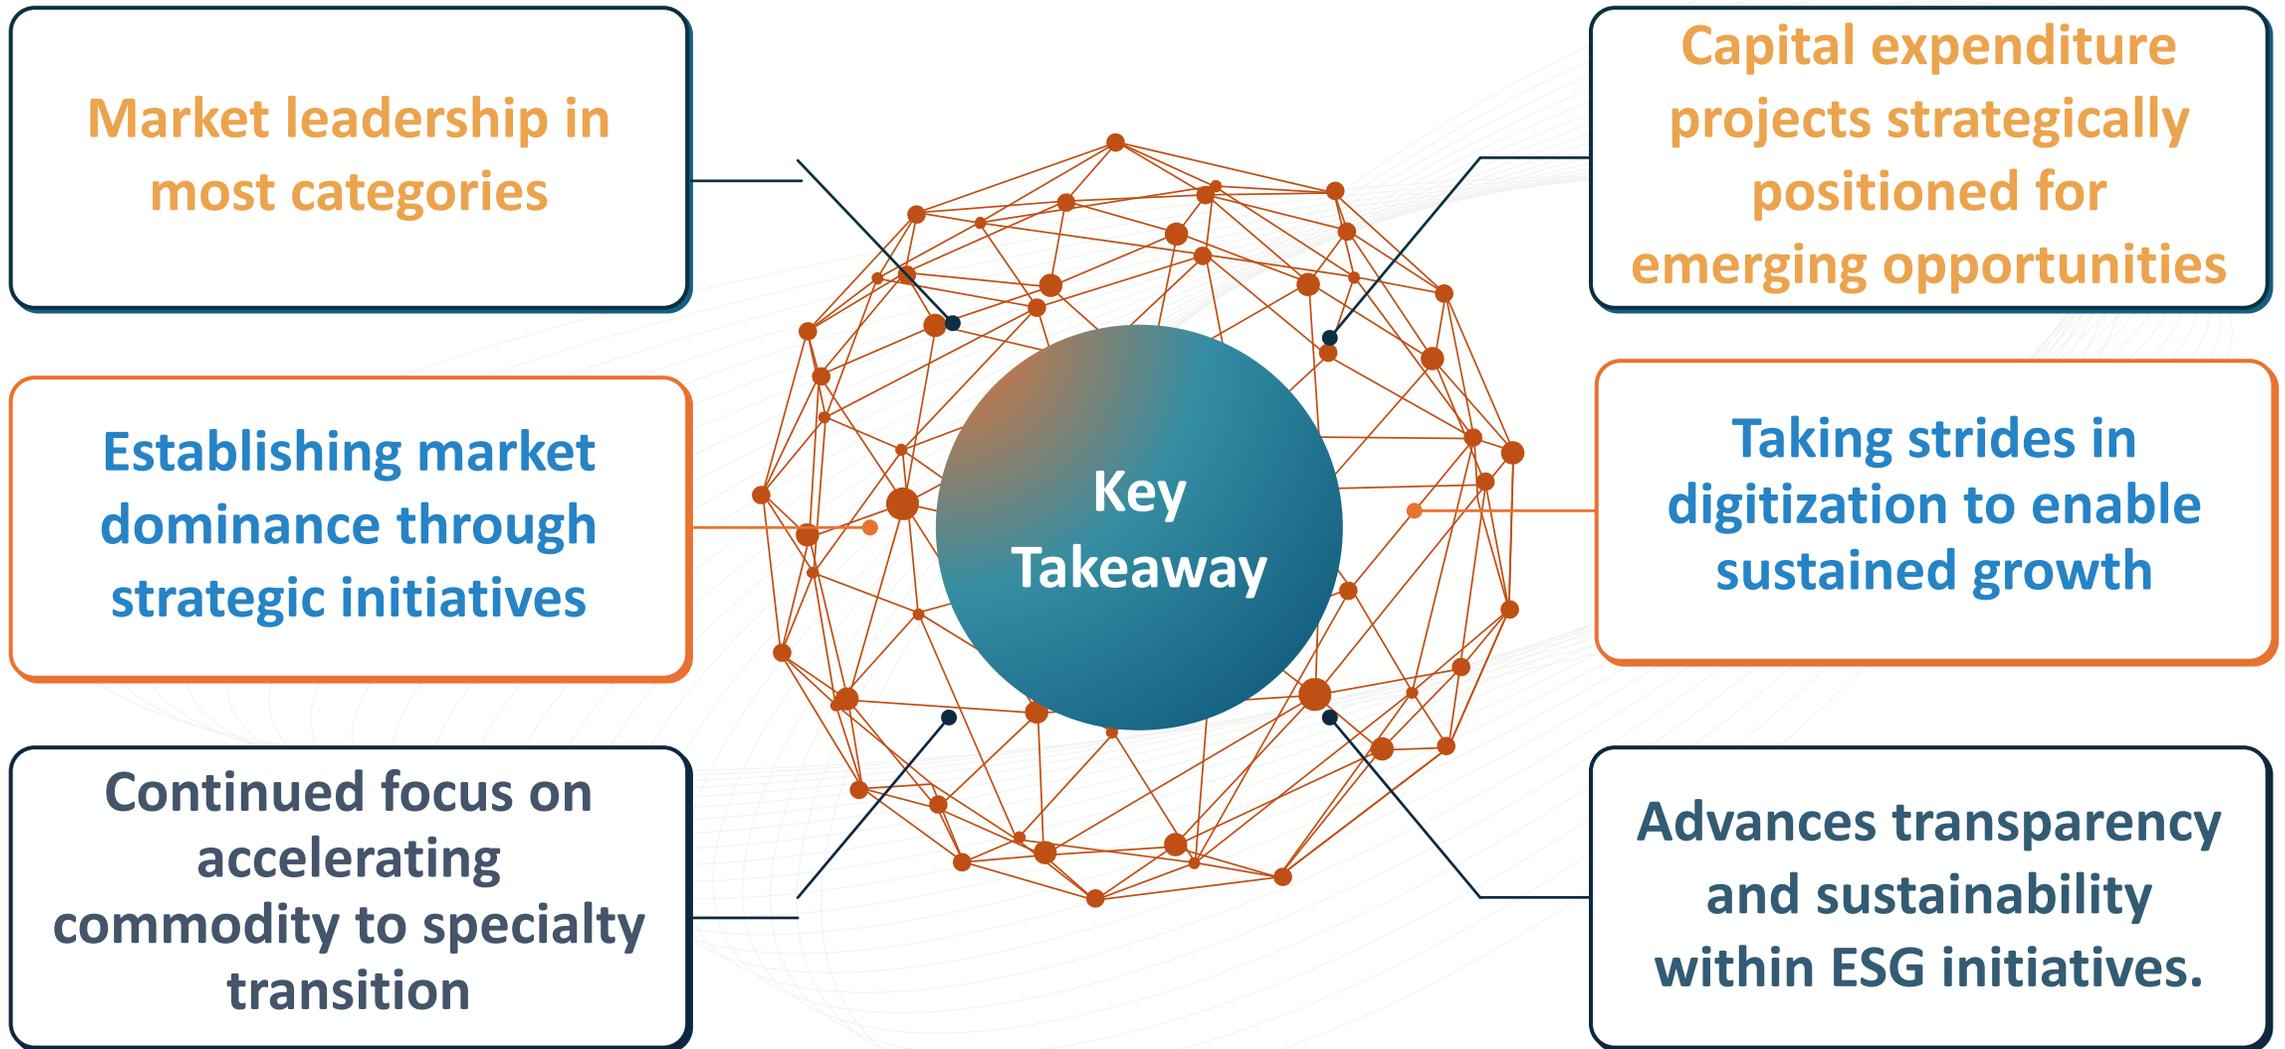 Market leadership in
most categories
Establishing market
dominance through
strategic initiatives
Continued focus on
accelerating
commodity to specialty
transition
Key
Takeaway
Capital expenditure
projects strategically
positioned for
emerging opportunities
Taking strides in
digitization to enable
sustained growth
Advances transparency
and sustainability
within ESG initiatives.